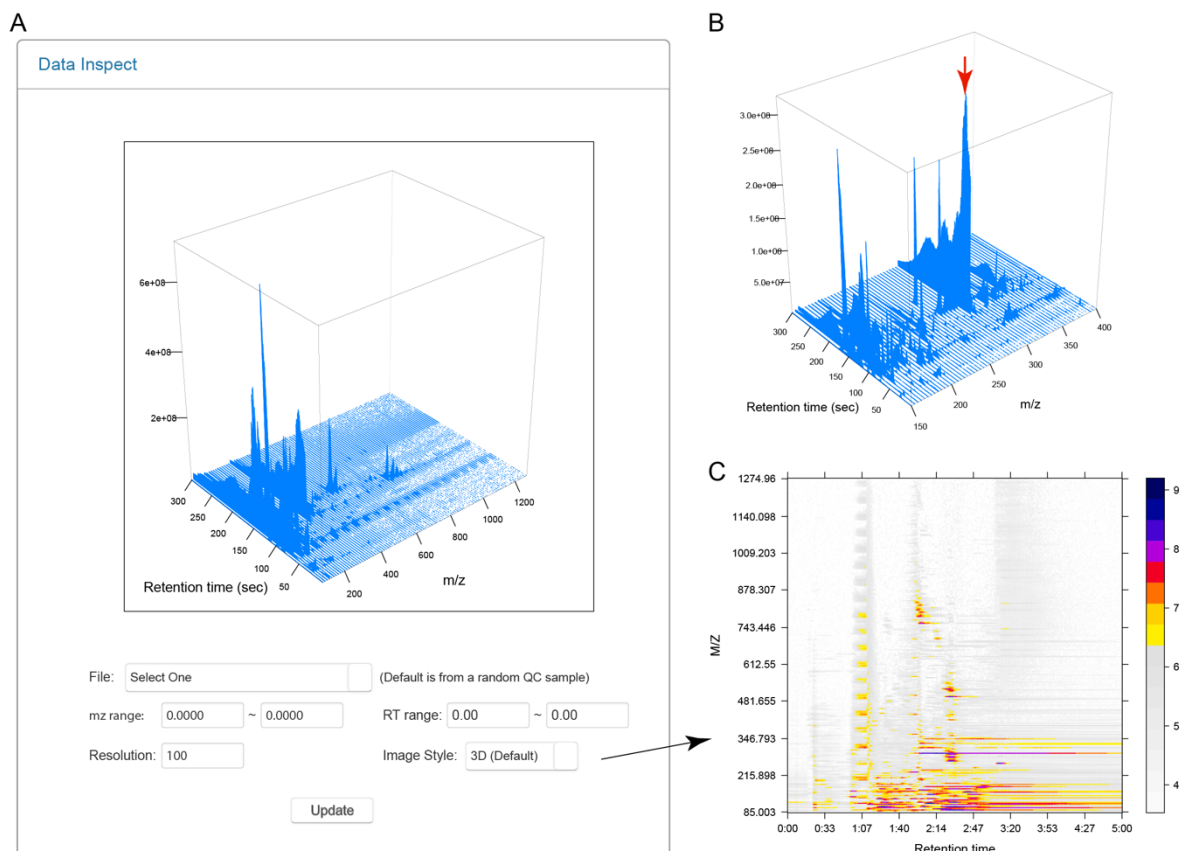 A
Data Inspect
6e+08
4e+08
2e+08
300
250
200
150
100
50
Retention time (sec)
200
400
600
800
1000
1200
m/z
File: Select One (Default is from a random QC sample)
mz range: 0.0000 ~ 0.0000 RT range: 0.00 ~ 0.00
Resolution: 100 Image Style: 3D (Default)
Update
B
3.0e+08
2.5e+08
2.0e+08
1.5e+08
1.0e+08
5.0e+07
300
250
200
150
100
50
Retention time (sec)
150
200
250
300
350
400
m/z
C
1274.96
1140.098
1009.203
878.307
743.446
612.55
481.655
346.793
215.898
85.003
M/Z
0:00 0:33 1:07 1:40 2:14 2:47 3:20 3:53 4:27 5:00
Retention time
9
8
7
6
5
4